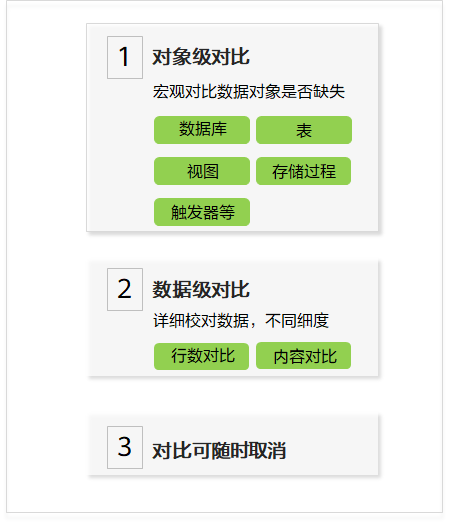 1 对象级对比
宏观对比数据对象是否缺失
数据库 表
视图 存储过程
触发器等
2 数据级对比
详细校对数据，不同细度
行数对比 内容对比
3 对比可随时取消